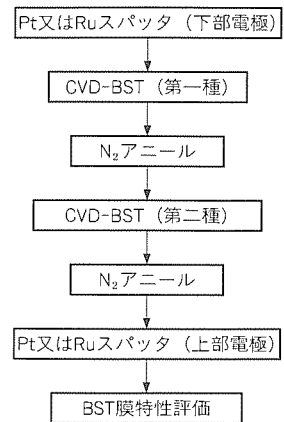 Pt又はRuスパッタ（下部電極）
CVD-BST（第一種）
N₂アニール
CVD-BST（第二種）
N₂アニール
Pt又はRuスパッタ（上部電極）
BST膜特性評価